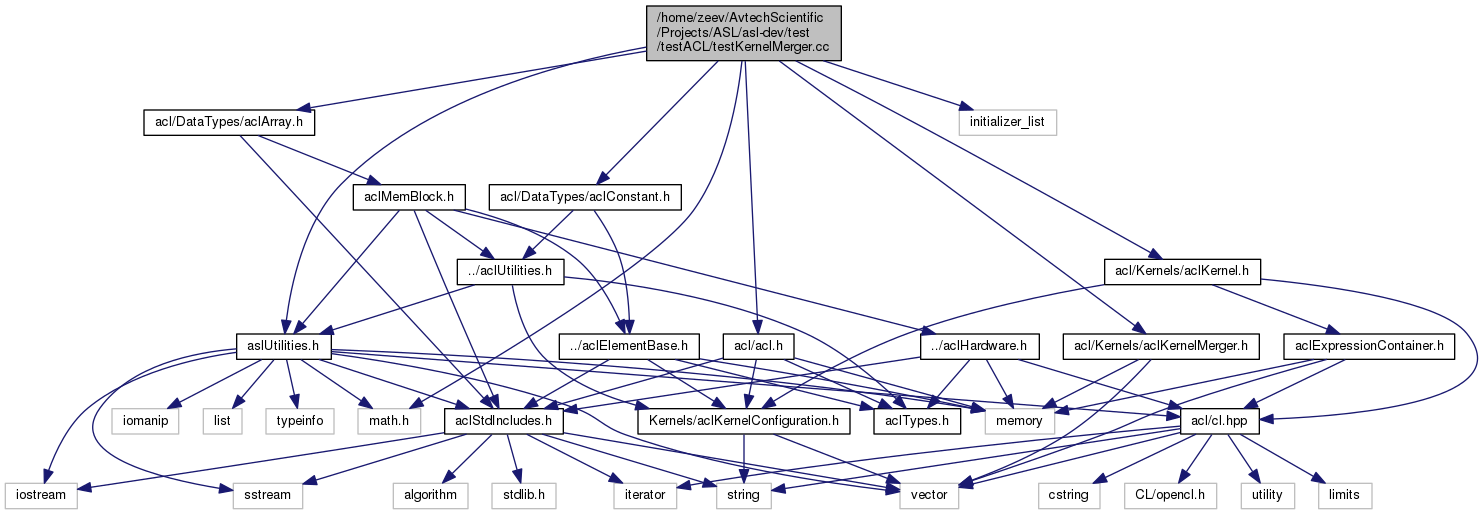 /home/zeev/AvtechScientific
/Projects/ASL/asl-dev/test
/testACL/testKernelMerger.cc
acl/DataTypes/aclArray.h
initializer_list
aclMemBlock.h
acl/DataTypes/aclConstant.h
../aclUtilities.h
acl/Kernels/aclKernel.h
aslUtilities.h
../aclElementBase.h
acl/acl.h
../aclHardware.h
acl/Kernels/aclKernelMerger.h
aclExpressionContainer.h
iomanip
list
typeinfo
math.h
aclStdIncludes.h
Kernels/aclKernelConfiguration.h
aclTypes.h
memory
acl/cl.hpp
iostream
sstream
algorithm
stdlib.h
iterator
string
vector
cstring
CL/opencl.h
utility
limits